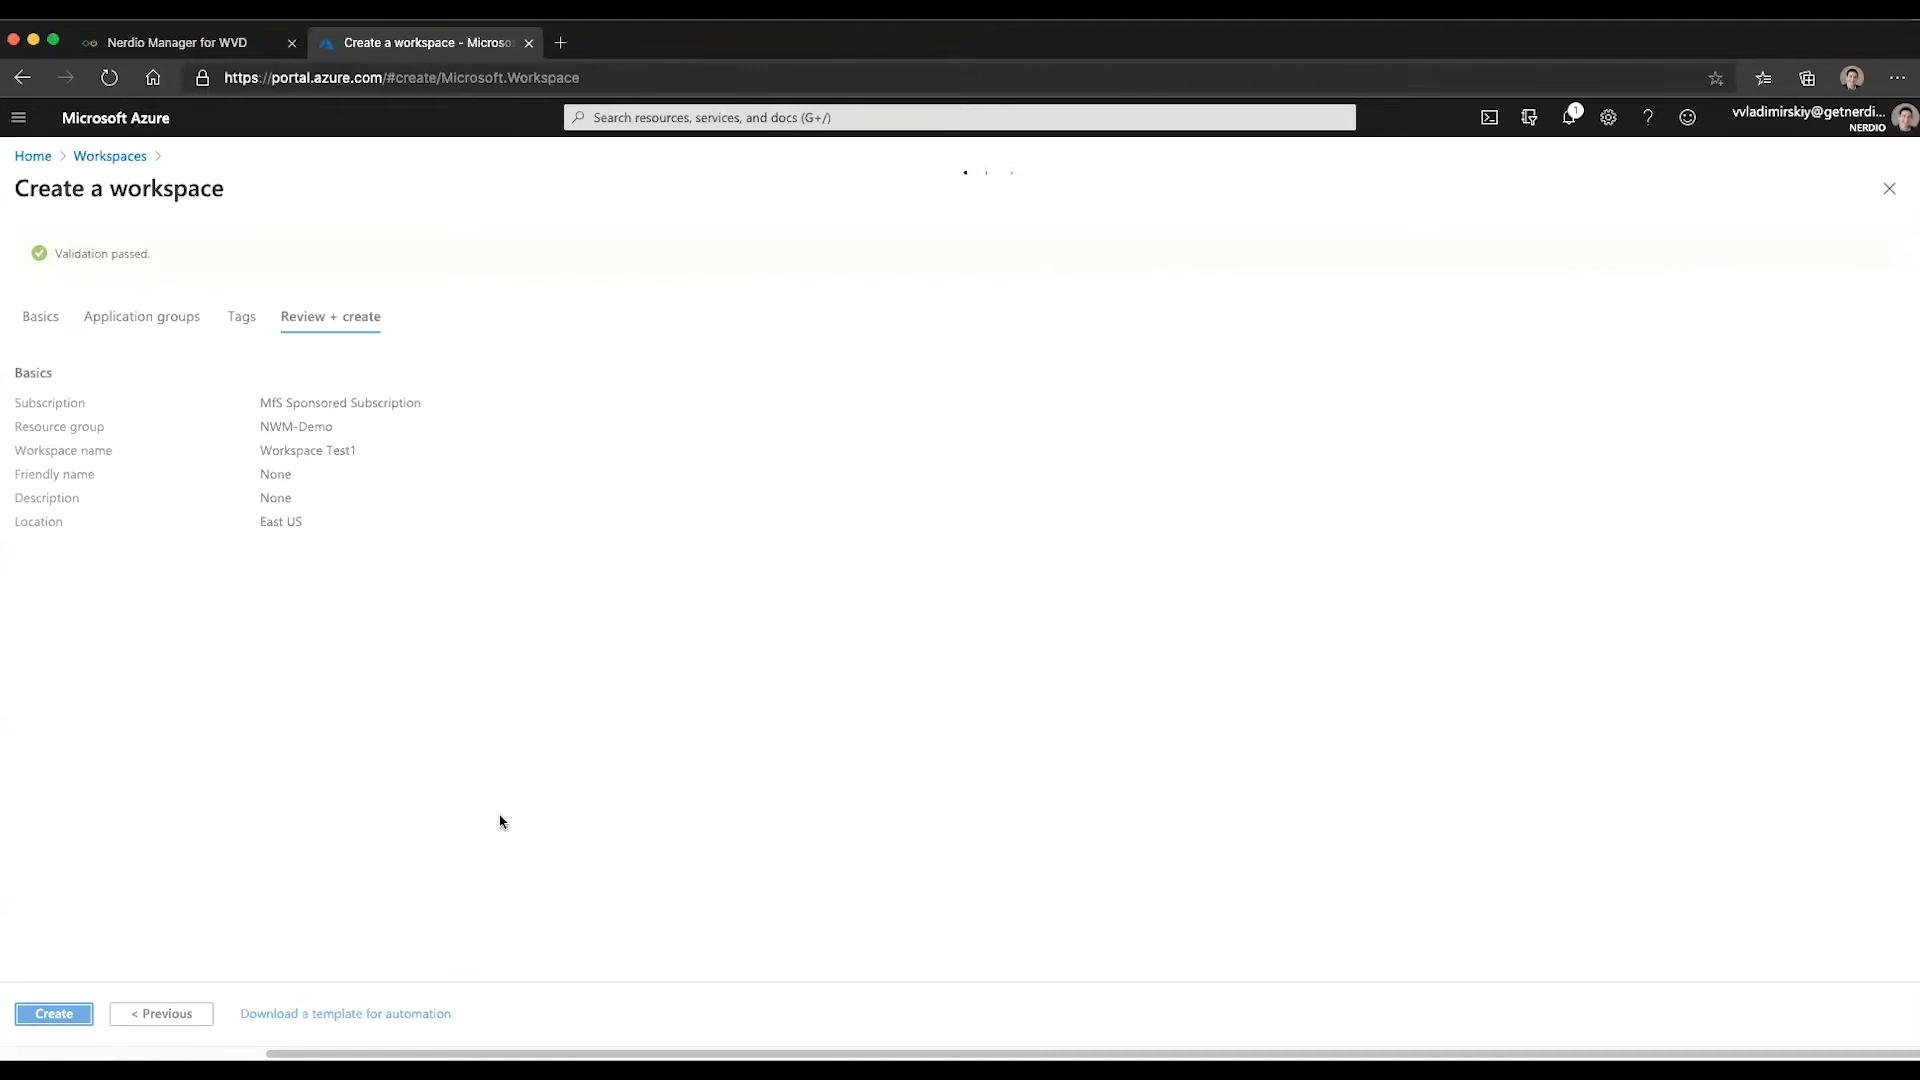 Nerdio Manager for WVD
Create a workspace - Microso
https://portal.azure.com/#create/Microsoft.Workspace
Microsoft Azure
Search resources, services, and docs (G+/)
1
vvladimirskiy@getnerdi...
NERDIO
Home > Workspaces >
Create a workspace
Validation passed.
Basics Application groups Tags Review + create
Basics
Subscription MfS Sponsored Subscription
Resource group NWM-Demo
Workspace name Workspace Test1
Friendly name None
Description None
Location East US
Create < Previous Download a template for automation